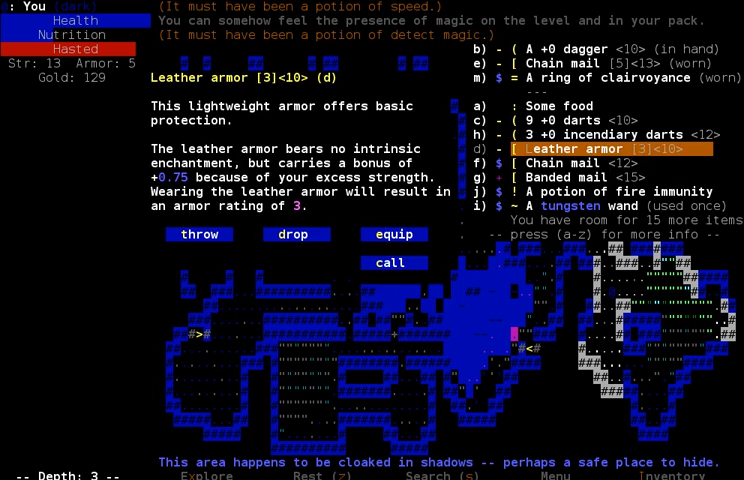 : You (dark)
Health
Nutrition
Hasted
Str: 13  Armor: 5
Gold: 129
(It must have been a potion of speed.)
You can somehow feel the presence of magic on the level and in your pack.
(It must have been a potion of detect magic.)
b) - ( A +0 dagger <10> (in hand)
e) - [ Chain mail [5]<13> (worn)
m) $ = A ring of clairvoyance (worn)
---
a)   : Some food
c) - ( 9 +0 darts <10>
h) - ( 3 +0 incendiary darts <12>
d) - [ Leather armor [3]<10>
f) $ [ Chain mail <12>
g) + [ Banded mail <15>
j) $ ! A potion of fire immunity
i) $ ~ A tungsten wand (used once)
You have room for 15 more items
-- press (a-z) for more info --
Leather armor [3]<10> (d)
This lightweight armor offers basic
protection.
The leather armor bears no intrinsic
enchantment, but carries a bonus of
+0.75 because of your excess strength.
Wearing the leather armor will result in
an armor rating of 3.
throw drop equip
call
This area happens to be cloaked in shadows -- perhaps a safe place to hide.
-- Depth: 3 --
Explore Rest (z) Search (s) Menu Inventory